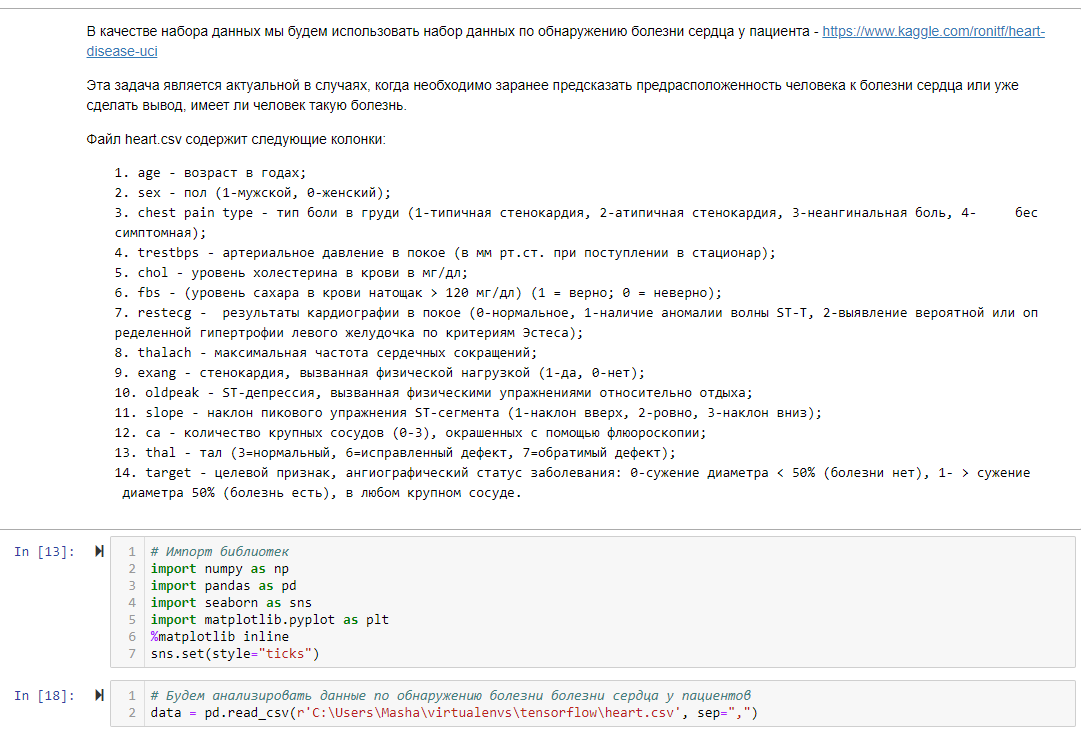 В качестве набора данных мы будем использовать набор данных по обнаружению болезни сердца у пациента - https://www.kaggle.com/ronitf/heart-
disease-uci
Эта задача является актуальной в случаях, когда необходимо заранее предсказать предрасположенность человека к болезни сердца или уже
сделать вывод, имеет ли человек такую болезнь.
Файл heart.csv содержит следующие колонки:
1. age - возраст в годах;
2. sex - пол (1-мужской, 0-женский);
3. chest pain type - тип боли в груди (1-типичная стенокардия, 2-атипичная стенокардия, 3-неангинальная боль, 4-     бес
симптомная);
4. trestbps - артериальное давление в покое (в мм рт.ст. при поступлении в стационар);
5. chol - уровень холестерина в крови в мг/дл;
6. fbs - (уровень сахара в крови натощак > 120 мг/дл) (1 = верно; 0 = неверно);
7. restecg -  результаты кардиографии в покое (0-нормальное, 1-наличие аномалии волны ST-T, 2-выявление вероятной или оп
ределенной гипертрофии левого желудочка по критериям Эстеса);
8. thalach - максимальная частота сердечных сокращений;
9. exang - стенокардия, вызванная физической нагрузкой (1-да, 0-нет);
10. oldpeak - ST-депрессия, вызванная физическими упражнениями относительно отдыха;
11. slope - наклон пикового упражнения ST-сегмента (1-наклон вверх, 2-ровно, 3-наклон вниз);
12. ca - количество крупных сосудов (0-3), окрашенных с помощью флюороскопии;
13. thal - тал (3=нормальный, 6=исправленный дефект, 7=обратимый дефект);
14. target - целевой признак, ангиографический статус заболевания: 0-сужение диаметра < 50% (болезни нет), 1- > сужение
диаметра 50% (болезнь есть), в любом крупном сосуде.
In [13]:
1 # Импорт библиотек
2 import numpy as np
3 import pandas as pd
4 import seaborn as sns
5 import matplotlib.pyplot as plt
6 %matplotlib inline
7 sns.set(style="ticks")
In [18]:
1 # Будем анализировать данные по обнаружению болезни болезни сердца у пациентов
2 data = pd.read_csv(r'C:\Users\Masha\virtualenvs\tensorflow\heart.csv', sep=",")